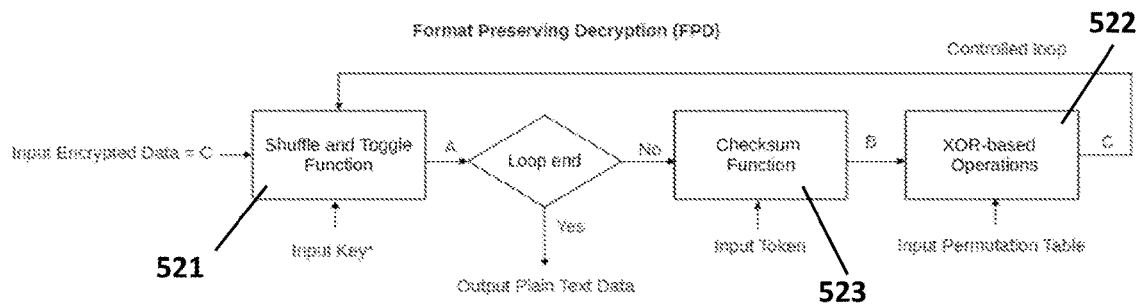 Format Preserving Decryption (FPD)
522
Controlled loop
Input Encrypted Data = C
Shuffle and Toggle
Function
A
Loop end
No
Checksum
Function
B
XOR-based
Operations
C
Yes
521
Input Key*
Output Plain Text Data
Input Token
523
Input Permutation Table